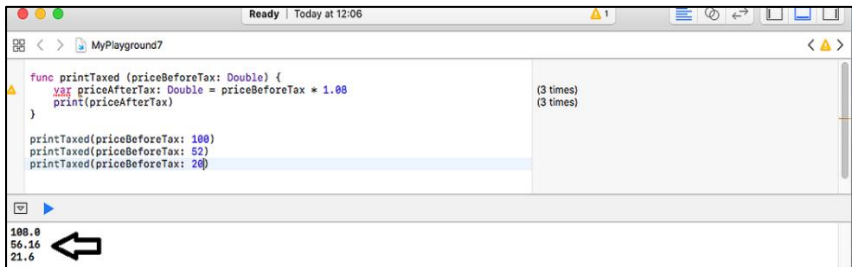 Ready | Today at 12:06
1
MyPlayground7
func printTaxed (priceBeforeTax: Double) {
var priceAfterTax: Double = priceBeforeTax * 1.08
(3 times)
print(priceAfterTax)
(3 times)
}
printTaxed(priceBeforeTax: 100)
printTaxed(priceBeforeTax: 52)
printTaxed(priceBeforeTax: 20)
108.0
56.16
21.6